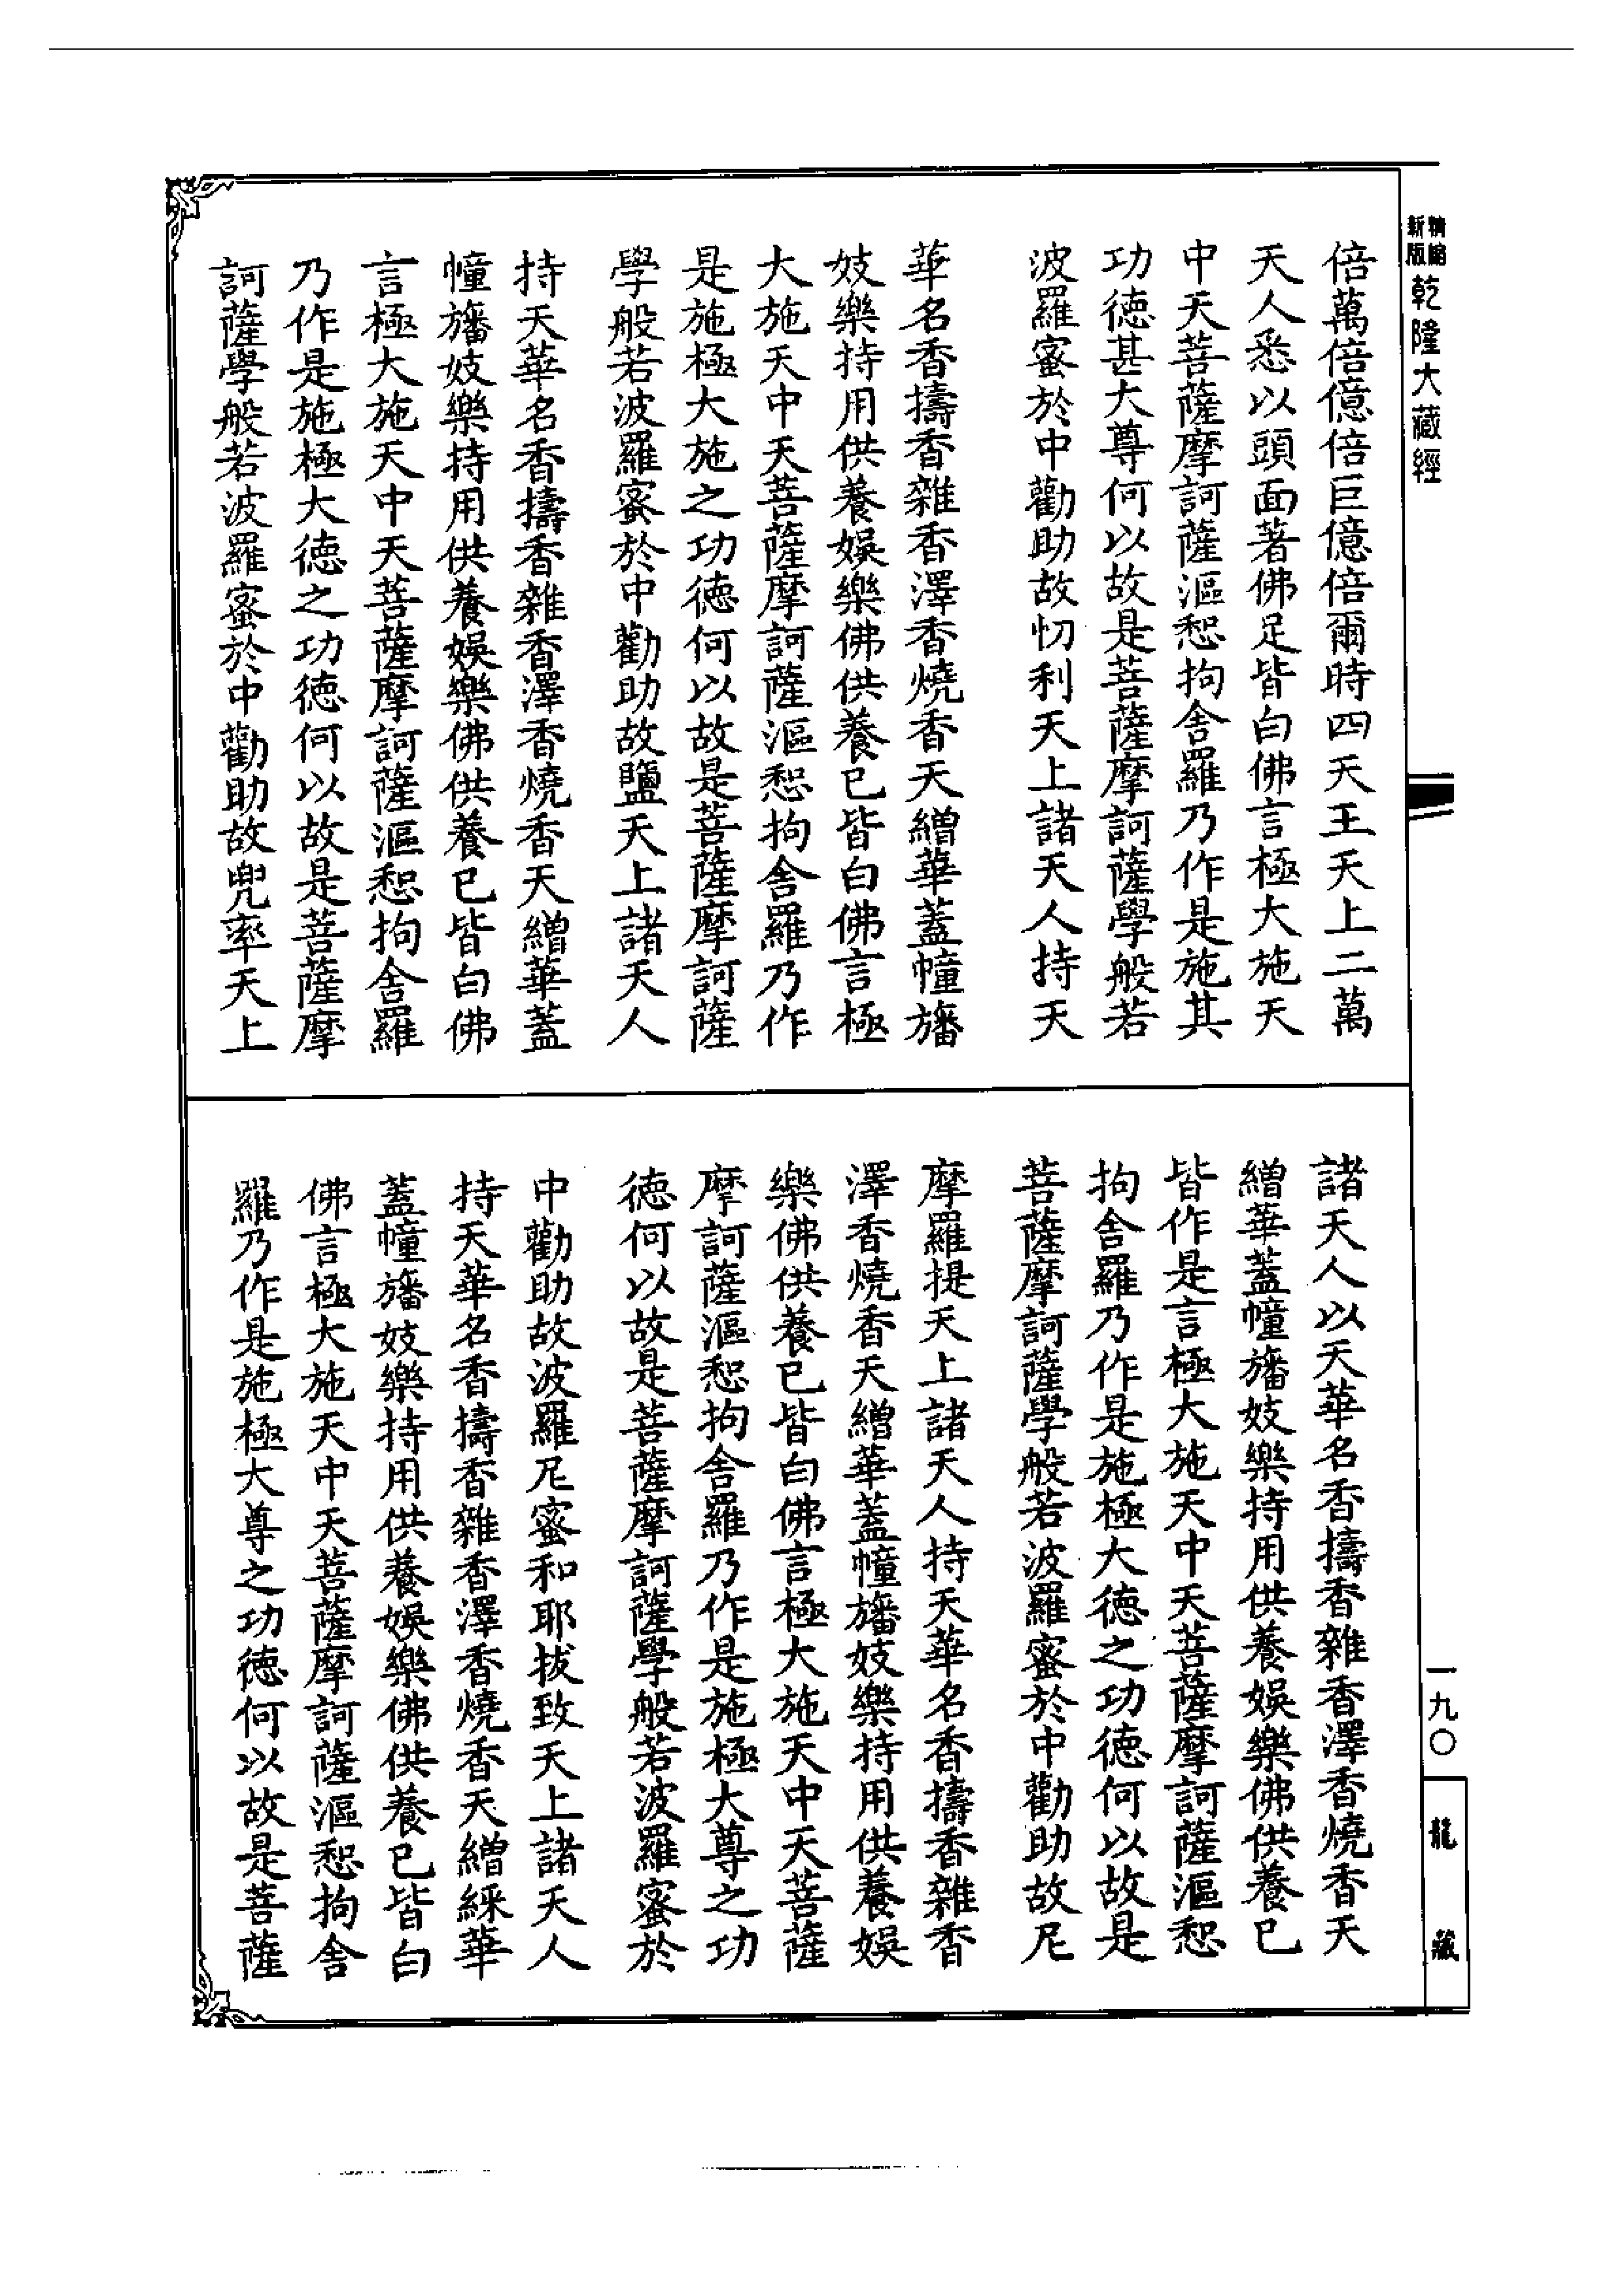 新精
版縮
乾隆大藏經
倍萬倍億倍巨億倍爾時四天王天上二萬
天人悉以頭面著佛足皆白佛言極大施天
中天菩薩摩訶薩漚恕拘舍羅乃作是施其
功德甚大尊何以故是菩薩摩訶薩學般若
波羅蜜於中勸助故忉利天上諸天人持天
華名香擣香雜香澤香燒香天繒華蓋幢旛
妓樂持用供養娛樂佛供養已皆白佛言極
大施天中天菩薩摩訶薩漚恕拘舍羅乃作
是施極大施之功德何以故是菩薩摩訶薩
學般若波羅蜜於中勸助故鹽天上諸天人
持天華名香擣香雜香澤香燒香天繒華蓋
幢旛妓樂持用供養娛樂佛供養已皆白佛
言極大施天中天菩薩摩訶薩漚恕拘舍羅
乃作是施極大德之功德何以故是菩薩摩
訶薩學般若波羅蜜於中勸助故兜率天上
諸天人以天華名香擣香雜香澤香燒香天
繒華蓋幢旛妓樂持用供養娛樂佛供養已
皆作是言極大施天中天菩薩摩訶薩漚恕
拘舍羅乃作是施極大德之功德何以故是
菩薩摩訶薩學般若波羅蜜於中勸助故尼
摩羅提天上諸天人持天華名香擣香雜香
澤香燒香天繒華蓋幢旛妓樂持用供養娛
樂佛供養已皆白佛言極大施天中天菩薩
摩訶薩漚恕拘舍羅乃作是施極大尊之功
德何以故是菩薩摩訶薩學般若波羅蜜於
中勸助故波羅尼蜜和耶拔致天上諸天人
持天華名香擣香雜香澤香燒香天繒綵華
蓋幢旛妓樂持用供養娛樂佛供養已皆白
佛言極大施天中天菩薩摩訶薩漚恕拘舍
羅乃作是施極大尊之功德何以故是菩薩
一九〇
龍藏